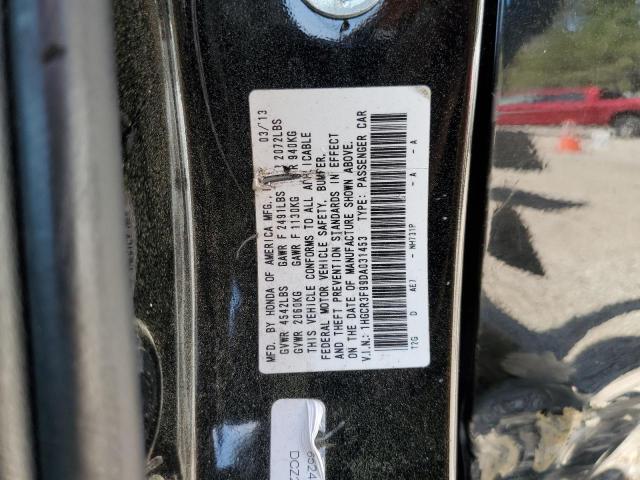 MFD. BY HONDA OF AMERICA MFG., 03/13
GVWR 4542LBS GAWR F 2491LBS 2072LBS
GVWR 2060KG GAWR F 1130KG R 940KG
THIS VEHICLE CONFORMS TO ALL APPLICABLE
FEDERAL MOTOR VEHICLE SAFETY, BUMPER,
AND THEFT PREVENTION STANDARDS IN EFFECT
ON THE DATE OF MANUFACTURE SHOWN ABOVE.
V.I.N.: 1HGCR3F99DA031453 TYPE: PASSENGER CAR
T2G D AE7 - NH731P - A - A